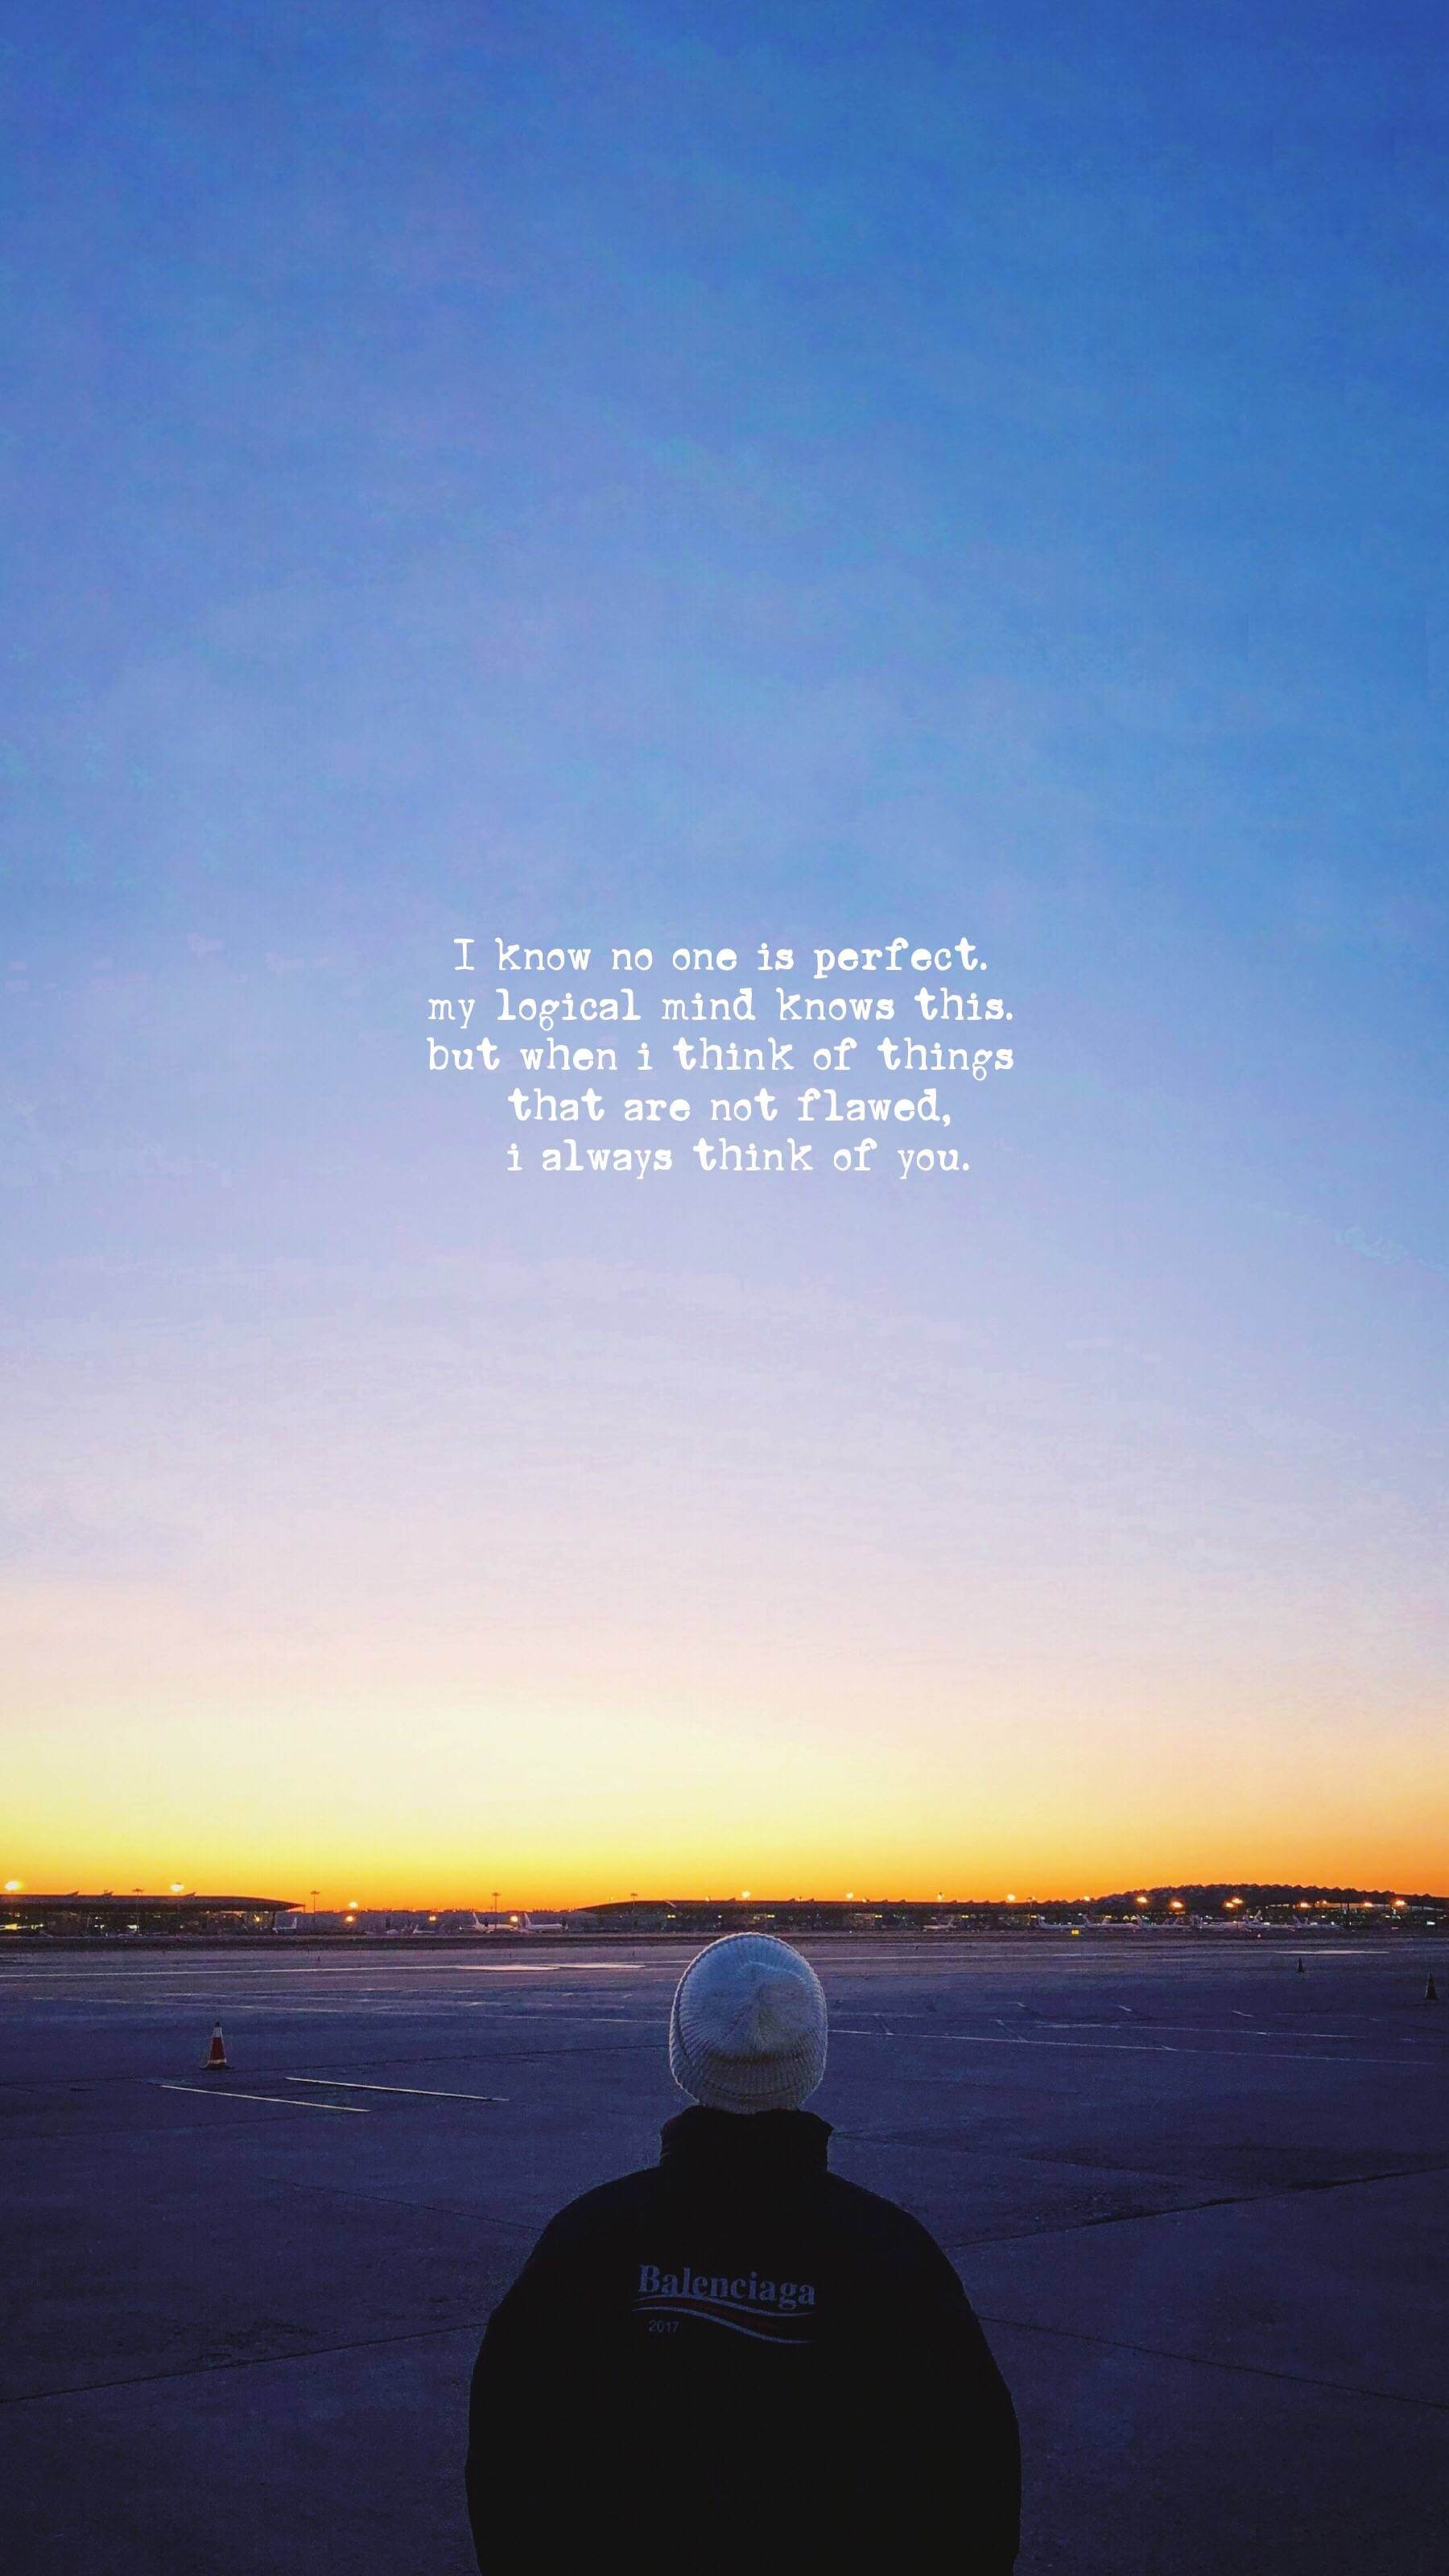 I know no one is perfect.
my logical mind knows this.
but when i think of things
that are not flawed,
i always think of you.
Balenciaga
2017